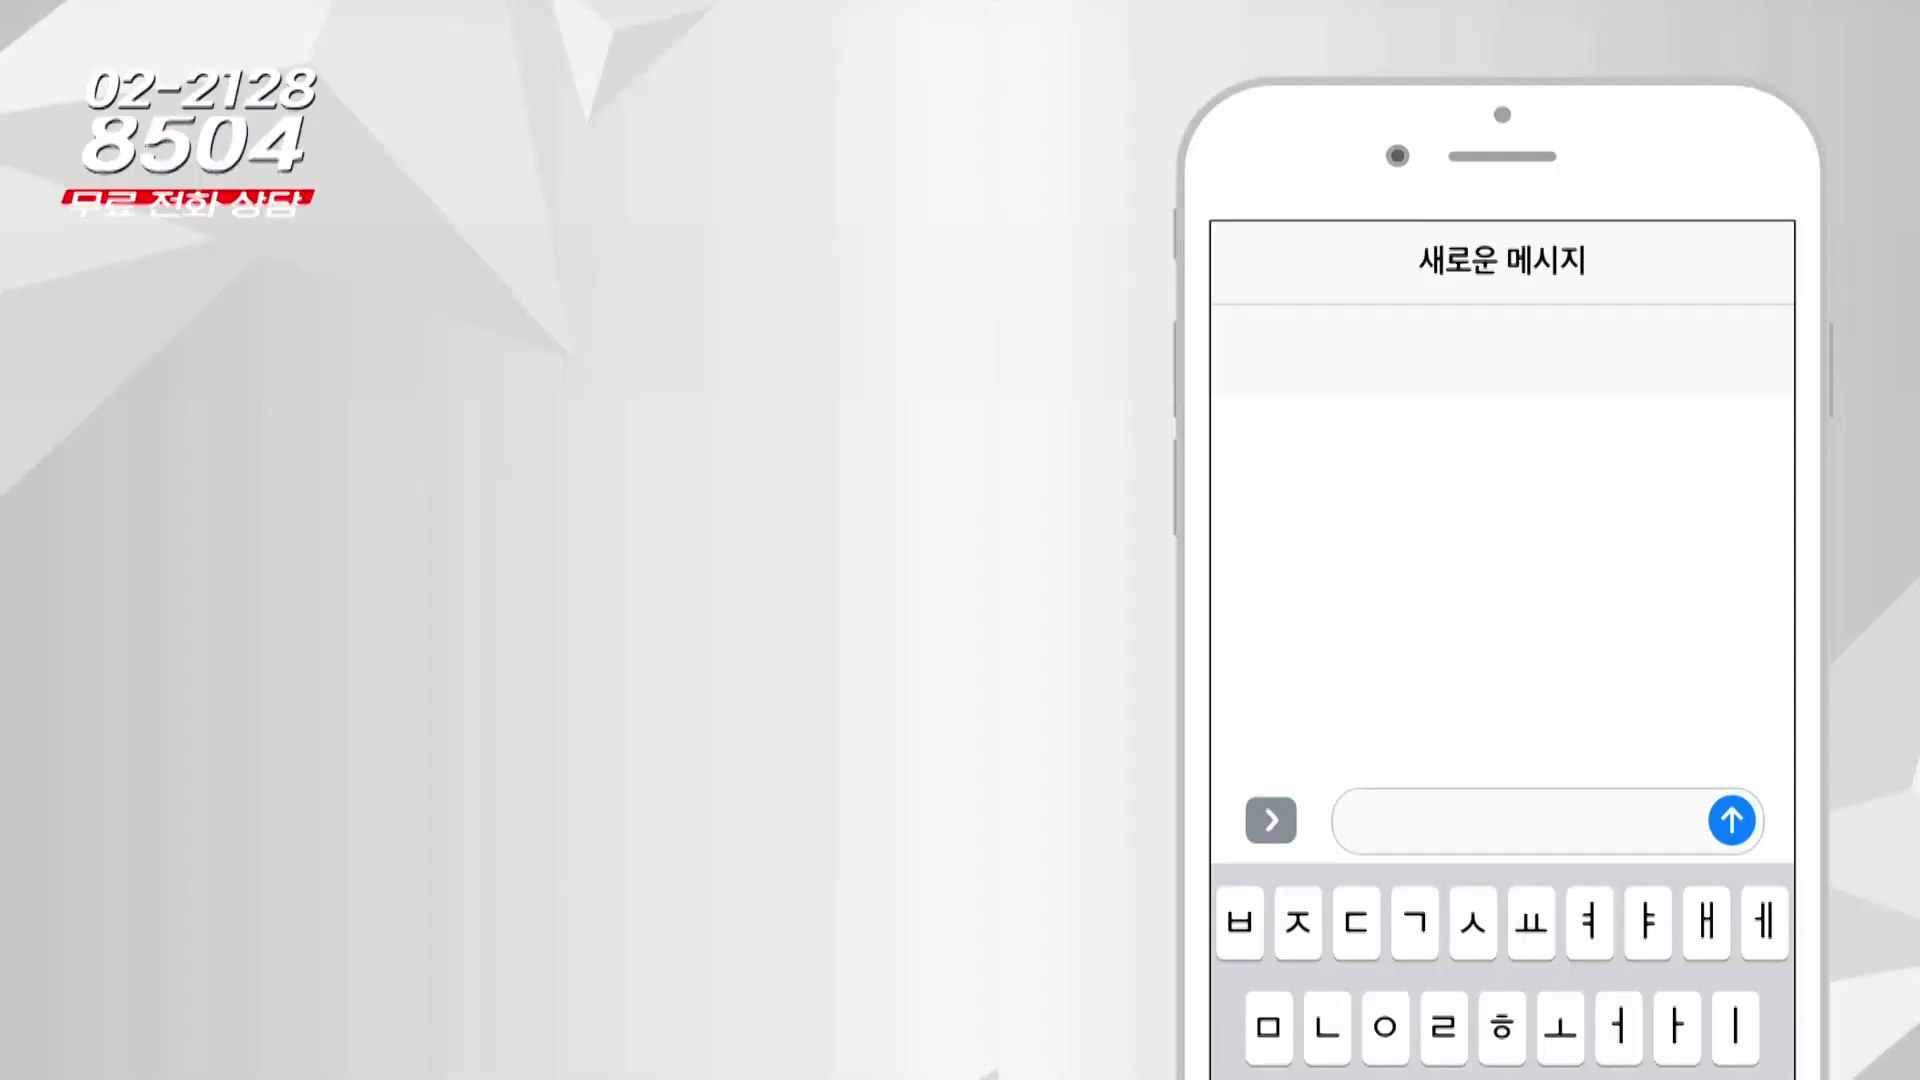 02-2128
8504
무료 전화 상담
새로운 메시지
ㅂ ㅈ ㄷ ㄱ ㅅ ㅛ ㅕ ㅑ ㅐ ㅔ
ㅁ ㄴ ㅇ ㄹ ㅎ ㅗ ㅓ ㅏ ㅣ